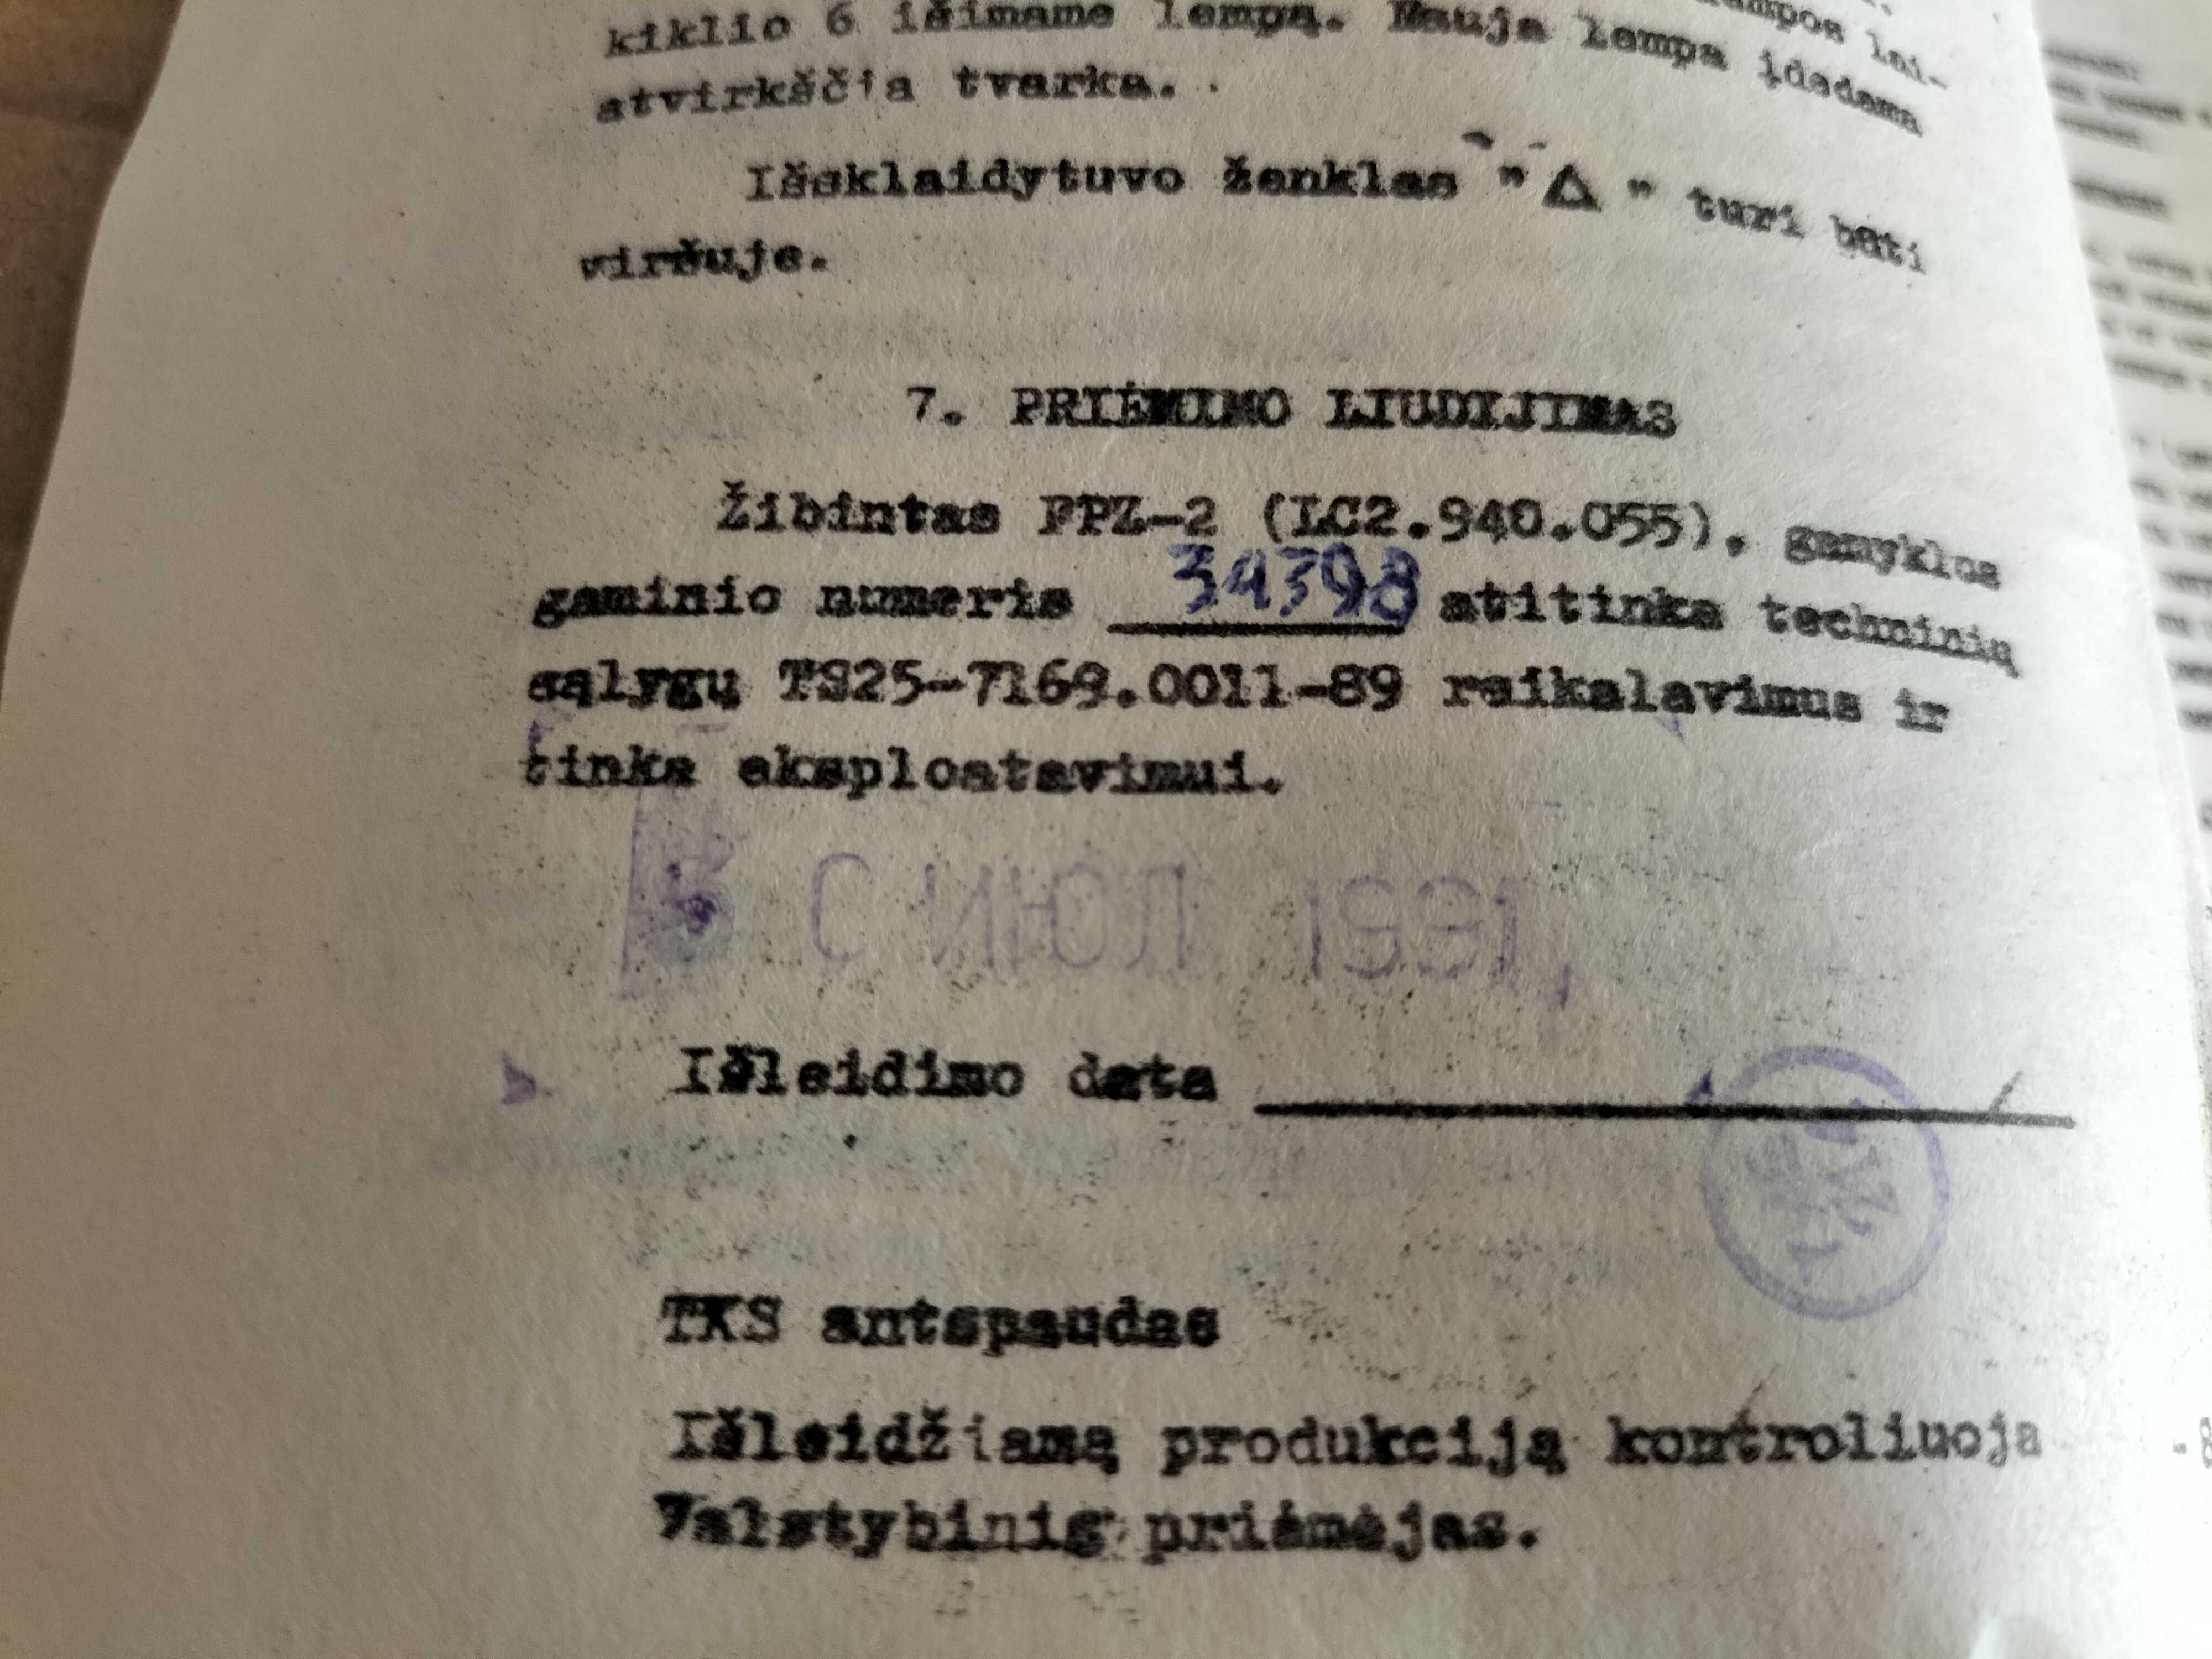 kiklio 6 išimame lempą. Nauja lempa įdedama
atvirkščia tvarka.
Išsklaidytuvo ženklas "△" turi būti
viršuje.
7. PRIĖMIMO LIUDIJIMAS
Žibintas PPZ-2 (LC2.940.055), gamyklos
gaminio numeris 34398 atitinka techninių
sąlygų TS25-7169.0011-89 reikalavimus ir
tinka eksploatavimui.
ИЮЛ 1991
Išleidimo data
TKS antspaudas
Išleidžiamą produkciją kontroliuoja
Valstybinis priėmėjas.